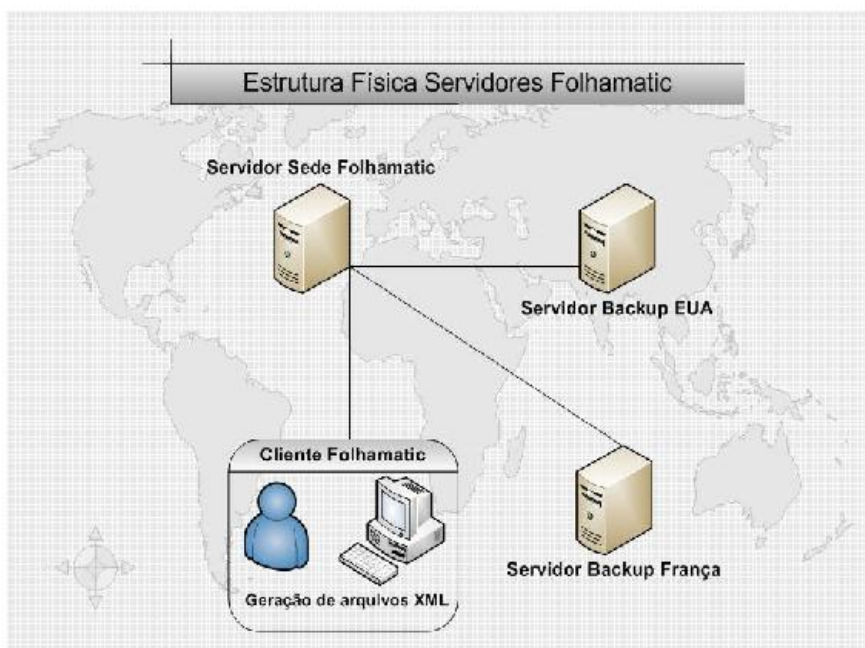 Estrutura Física Servidores Folhamatic
Servidor Sede Folhamatic
Servidor Backup EUA
Cliente Folhamatic
Geração de arquivos XML
Servidor Backup França